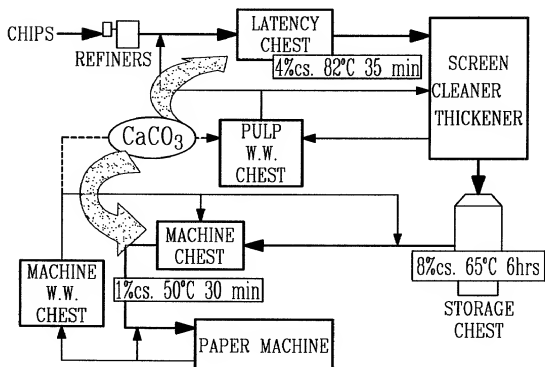 CHIPS
REFINERS
LATENCY
CHEST
4%cs. 82°C 35 min
SCREEN
CLEANER
THICKENER
CaCO₃
PULP
W.W.
CHEST
MACHINE
CHEST
8%cs. 65°C 6hrs
MACHINE
W.W.
CHEST
1%cs. 50°C 30 min
STORAGE
CHEST
PAPER MACHINE